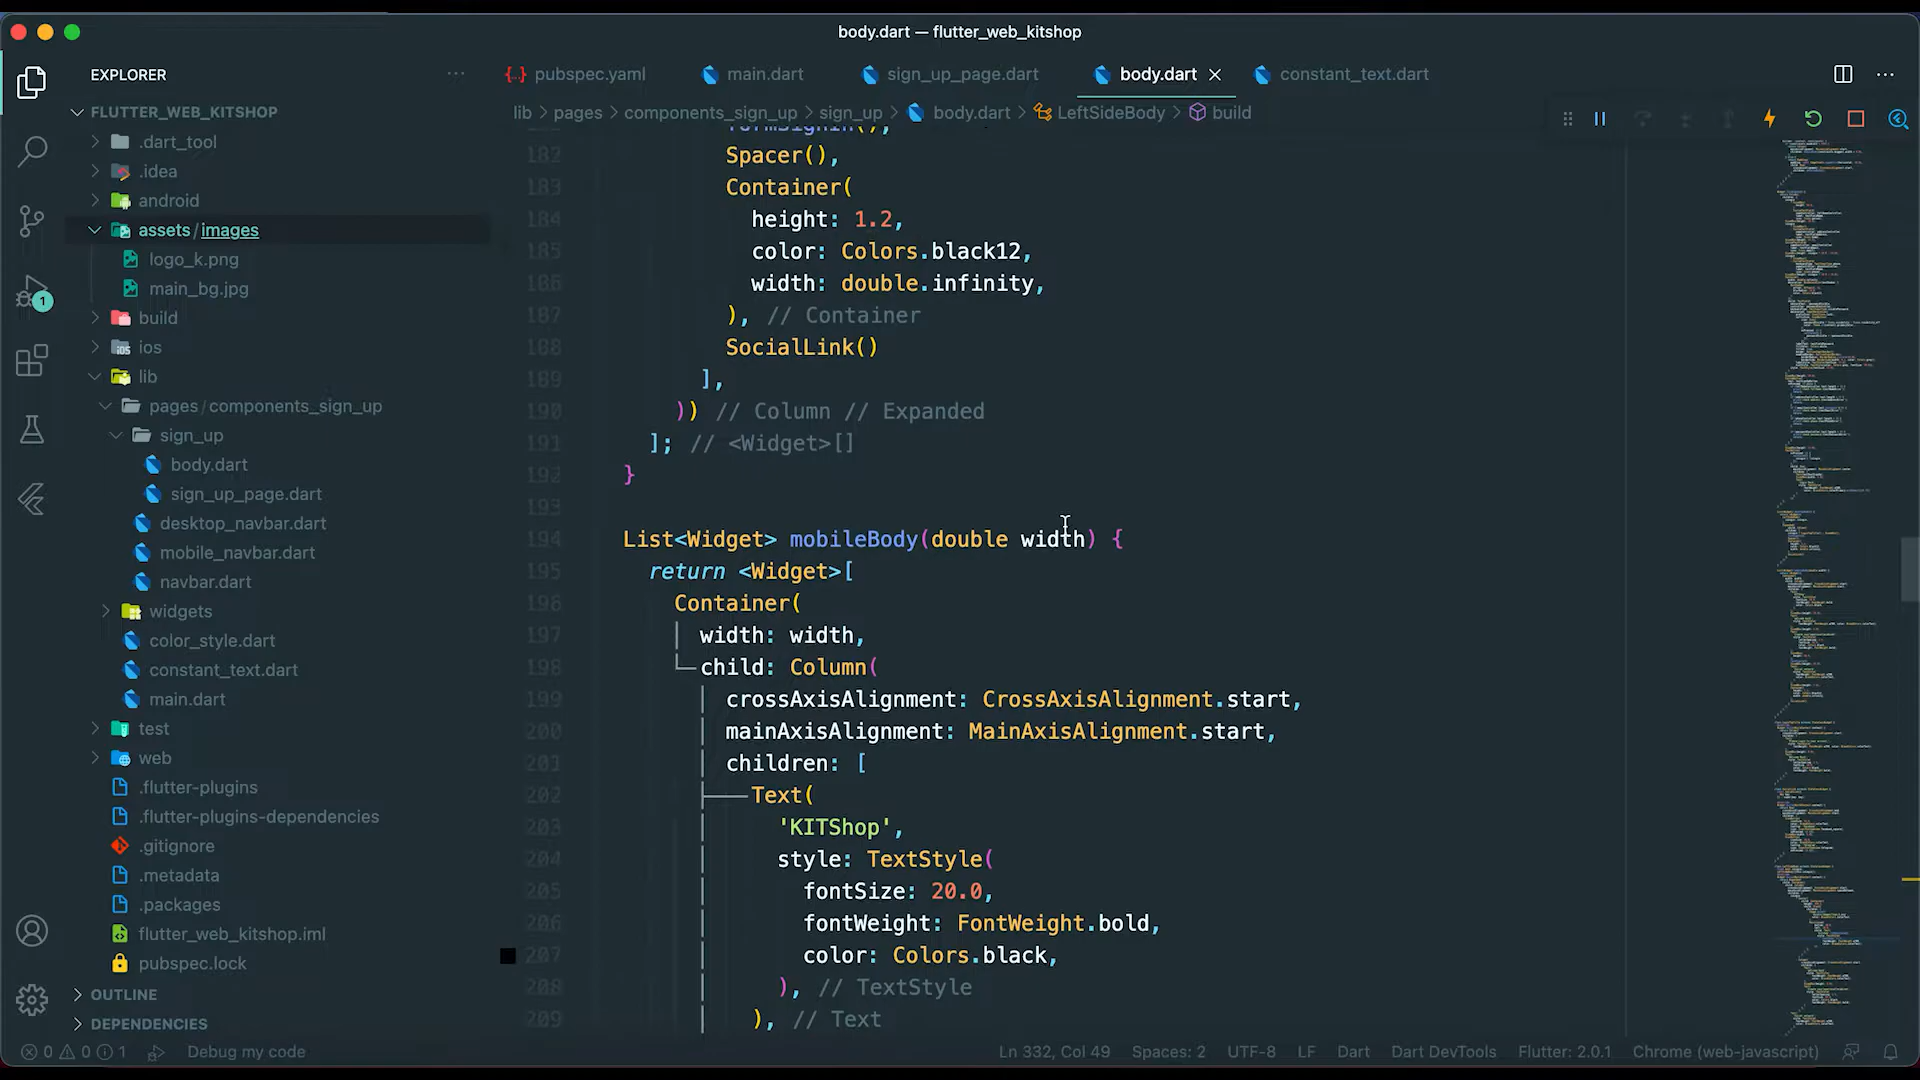 body.dart — flutter_web_kitshop
EXPLORER
pubspec.yaml
main.dart
sign_up_page.dart
body.dart
constant_text.dart
lib > pages > components_sign_up > sign_up > body.dart > LeftSideBody > build
FLUTTER_WEB_KITSHOP
.dart_tool
.idea
android
assets / images
logo_k.png
main_bg.jpg
build
ios
lib
pages / components_sign_up
sign_up
body.dart
sign_up_page.dart
desktop_navbar.dart
mobile_navbar.dart
navbar.dart
widgets
color_style.dart
constant_text.dart
main.dart
test
web
.flutter-plugins
.flutter-plugins-dependencies
.gitignore
.metadata
.packages
flutter_web_kitshop.iml
pubspec.lock
OUTLINE
DEPENDENCIES
182 Spacer(),
183 Container(
184 height: 1.2,
185 color: Colors.black12,
186 width: double.infinity,
187 ), // Container
188 SocialLink()
189 ],
190 )) // Column // Expanded
191 ]; // <Widget>[]
192 }
193
194 List<Widget> mobileBody(double width) {
195 return <Widget>[
196 Container(
197 width: width,
198 child: Column(
199 crossAxisAlignment: CrossAxisAlignment.start,
200 mainAxisAlignment: MainAxisAlignment.start,
201 children: [
202 Text(
203 'KITShop',
204 style: TextStyle(
205 fontSize: 20.0,
206 fontWeight: FontWeight.bold,
207 color: Colors.black,
208 ), // TextStyle
209 ), // Text
1
0 0 1 Debug my code
Ln 332, Col 49 Spaces: 2 UTF-8 LF Dart Dart DevTools Flutter: 2.0.1 Chrome (web-javascript)